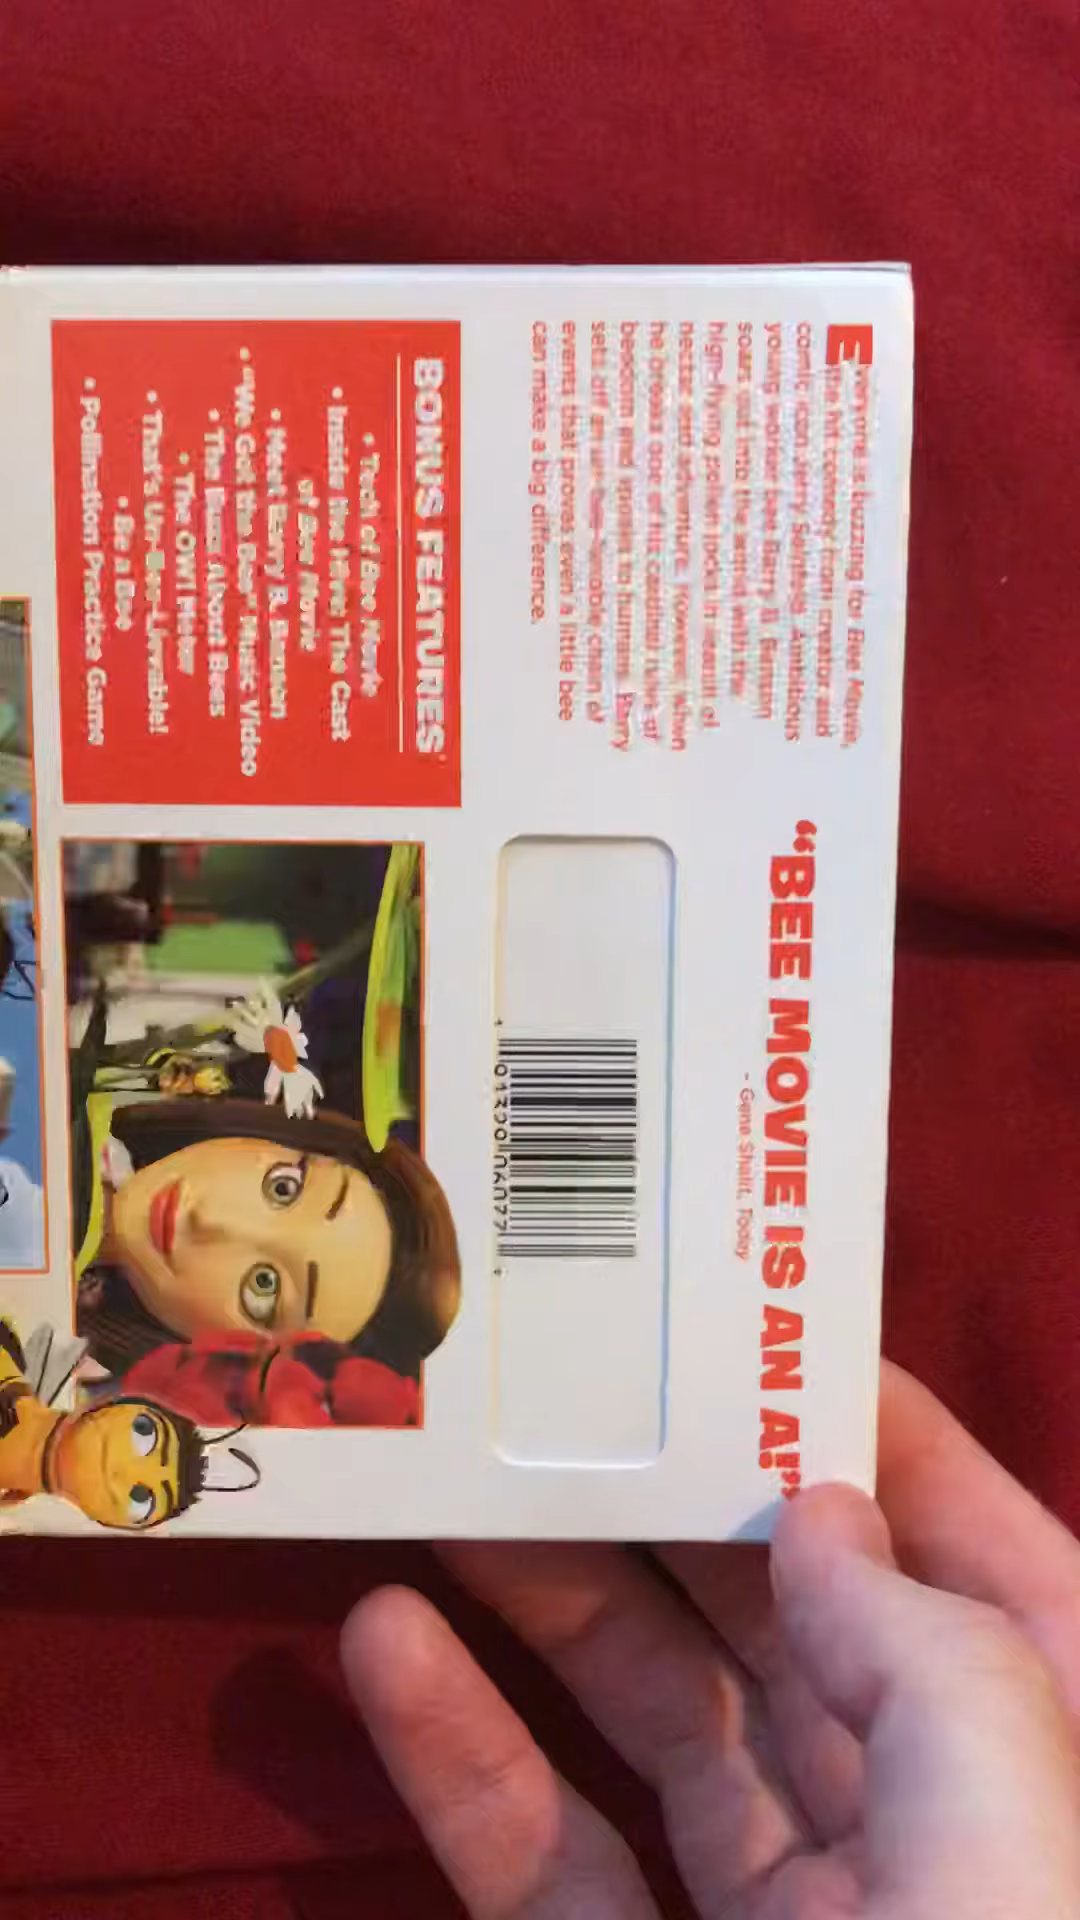 Everyone's buzzing for Bee Movie,
the hit comedy from creator and
comic icon Jerry Seinfeld. Ambitious
young worker bee Barry B. Benson
soars out into the world with the
high-flying pollen jocks in search of
nectar and adventure. However, when
he breaks one of the cardinal rules of
beedom and speaks to humans, Barry
sets off an un-bee-lievable chain of
events that proves even a little bee
can make a big difference.
"BEE MOVIE IS AN A!"
- Gene Shalit, Today
BONUS FEATURES
• Tech of Bee Movie
• Inside the Hive: The Cast
of Bee Movie
• Meet Barry B. Benson
• "We Got the Bee" Music Video
• The Buzz About Bees
• The Ow! Meter
• That's Un-Bee-Lievable!
• Be a Bee
• Pollination Practice Game